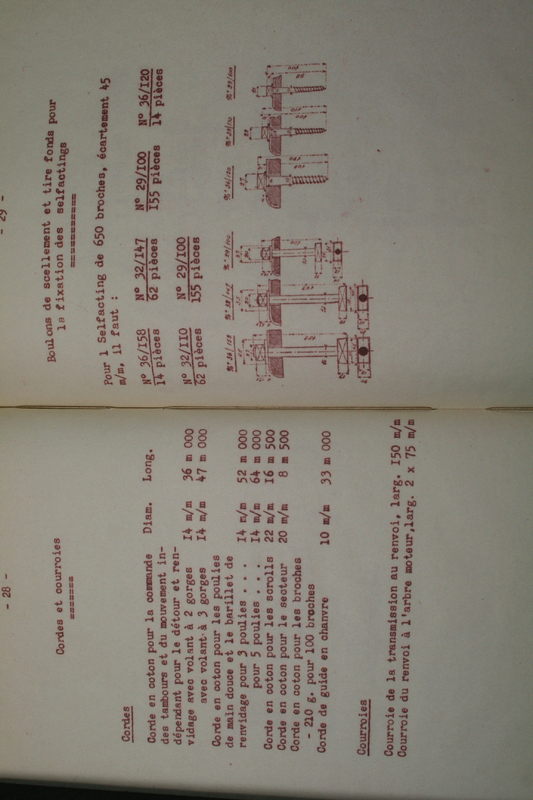 - 28 -
Cordes et courroies
Cordes
Diam. Long.
Corde en coton pour la commande
des tambours et du mouvement in-
dépendant pour le détour et ren-
vidage avec volant à 2 gorges 14 m/m 36 m 000
avec volant à 3 gorges 14 m/m 47 m 000
Corde en coton pour les poulies
de main douce et le barillet de
renvidage pour 3 poulies . . . 14 m/m 52 m 000
pour 5 poulies . . . 14 m/m 64 m 000
Corde en coton pour les scrolls 22 m/m 16 m 500
Corde en coton pour le secteur 20 m/m 8 m 500
Corde en coton pour les broches
- 210 g. pour 100 broches
Corde de guide en chanvre 10 m/m 33 m 000
Courroies
Courroie de la transmission au renvoi, larg. 150 m/m
Courroie du renvoi à l'arbre moteur, larg. 2 x 75 m/m
- 29 -
Boulons de scellement et tire fonds pour
la fixation des selfactings
Pour 1 Selfacting de 650 broches, écartement 45
m/m, il faut :
N° 36/158 N° 32/147 N° 29/100 N° 36/120
14 pièces 62 pièces 155 pièces 14 pièces
N° 32/110 N° 29/100
62 pièces 155 pièces